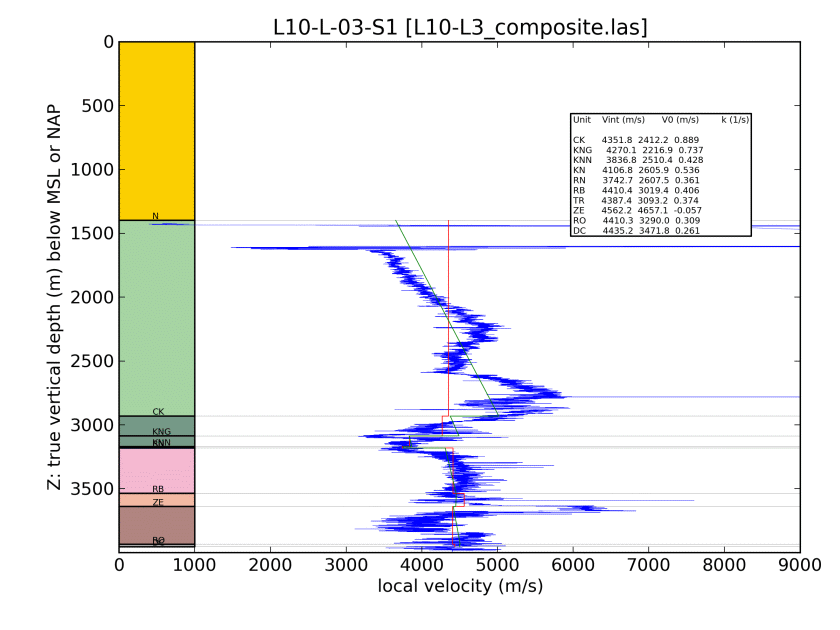 L10-L-03-S1 [L10-L3_composite.las]
Z: true vertical depth (m) below MSL or NAP
0
500
1000
1500
2000
2500
3000
3500
N
CK
KNG
KNN
RB
ZE
RO
Unit Vint (m/s) V0 (m/s) k (1/s)
CK 4351.8 2412.2 0.889
KNG 4270.1 2216.9 0.737
KNN 3836.8 2510.4 0.428
KN 4106.8 2605.9 0.536
RN 3742.7 2607.5 0.361
RB 4410.4 3019.4 0.406
TR 4387.4 3093.2 0.374
ZE 4562.2 4657.1 -0.057
RO 4410.3 3290.0 0.309
DC 4435.2 3471.8 0.261
0 1000 2000 3000 4000 5000 6000 7000 8000 9000
local velocity (m/s)